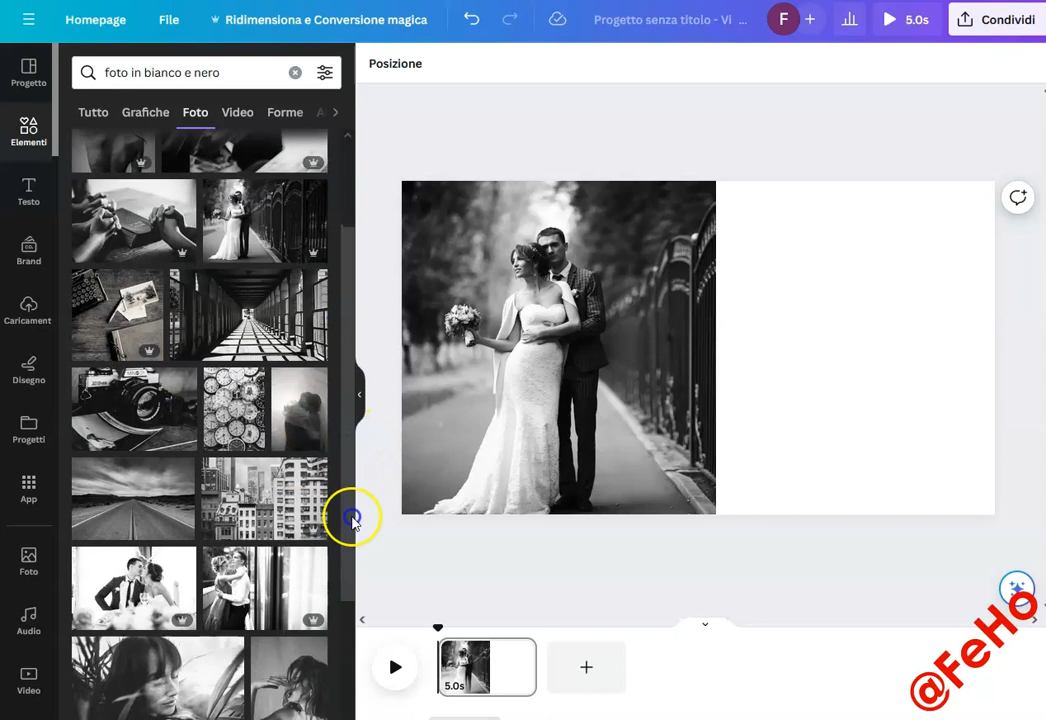 Homepage
File
Ridimensiona e Conversione magica
Progetto senza titolo - Vi ...
F
+
5.0s
Condividi
Progetto
Elementi
Testo
Brand
Caricament
Disegno
Progetti
App
Foto
Audio
Video
foto in bianco e nero
Tutto
Grafiche
Foto
Video
Forme
Posizione
5.0s
+
@FeHo